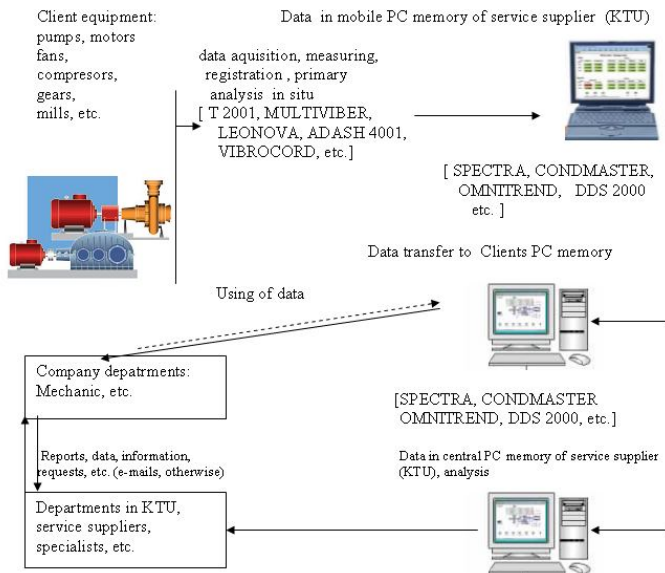 Client equipment:
pumps, motors
fans,
compresors,
gears,
mills, etc.
data aquisition, measuring,
registration , primary
analysis in situ
[ T 2001, MULTIVIBER,
LEONOVA, ADASH 4001,
VIBROCORD, etc.]
Data in mobile PC memory of service supplier (KTU)
[ SPECTRA, CONDMASTER,
OMNITREND, DDS 2000
etc. ]
Data transfer to Clients PC memory
Using of data
Company depatrments:
Mechanic, etc.
[SPECTRA, CONDMASTER
OMNITREND, DDS 2000, etc.]
Reports, data, information,
requests, etc. (e-mails, otherwise)
Data in central PC memory of service supplier
(KTU), analysis
Departments in KTU,
service suppliers,
specialists, etc.